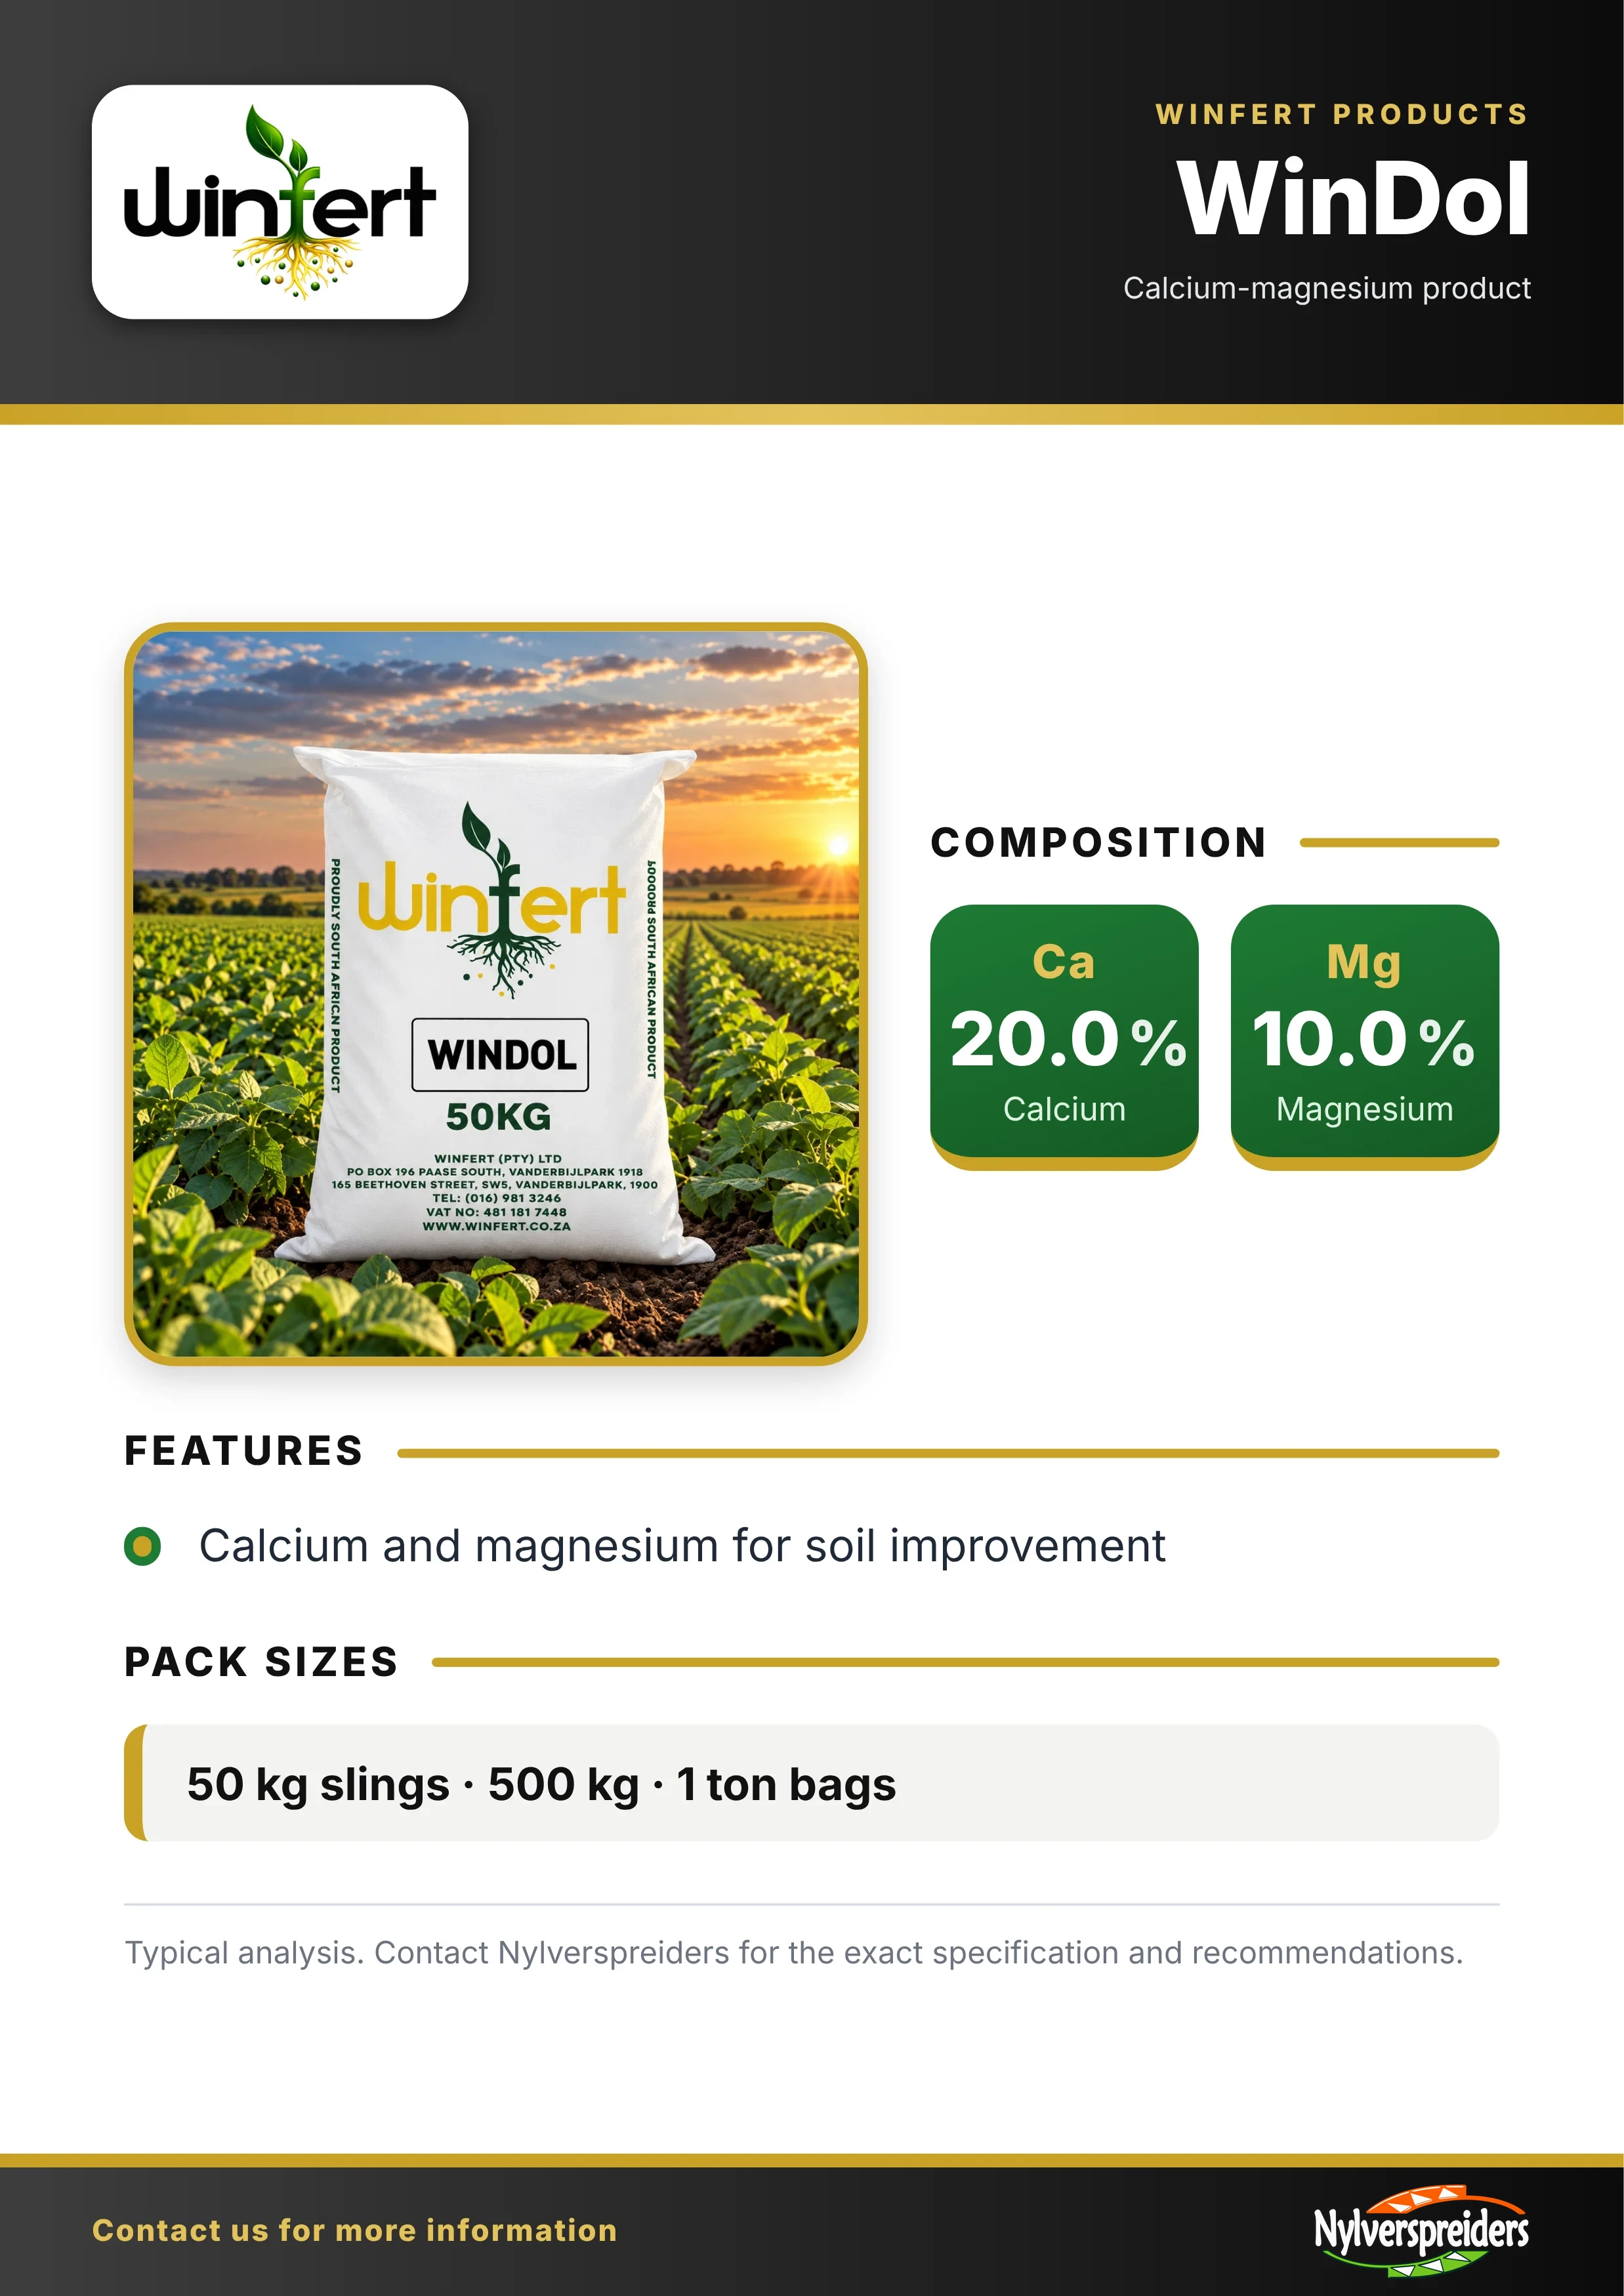 winfert
WINFERT PRODUCTS
WinDol
Calcium-magnesium product
winfert
PROUDLY SOUTH AFRICN PRODUCT
SOUTH AFRICAN PRODUCT
WINDOL
50KG
WINFERT (PTY) LTD
PO BOX 196 PAASE SOUTH, VANDERBIJLPARK 1918
165 BEETHOVEN STREET, SW5, VANDERBIJLPARK, 1900
TEL: (016) 981 3246
VAT NO: 481 181 7448
WWW.WINFERT.CO.ZA
COMPOSITION
Ca
20.0 %
Calcium
Mg
10.0 %
Magnesium
FEATURES
Calcium and magnesium for soil improvement
PACK SIZES
50 kg slings · 500 kg · 1 ton bags
Typical analysis. Contact Nylverspreiders for the exact specification and recommendations.
Contact us for more information
Nylverspreiders